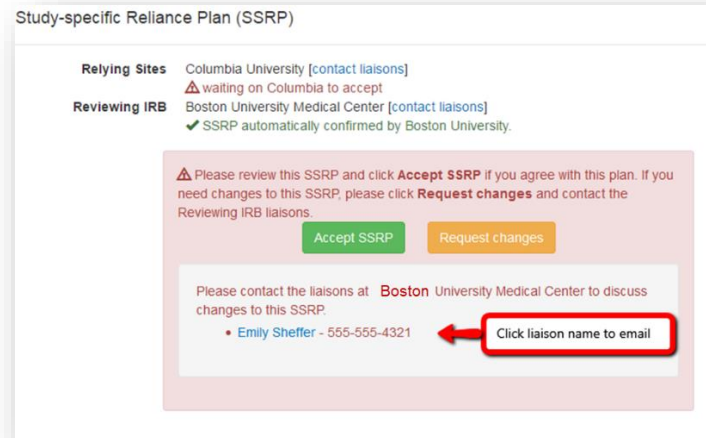 Study-specific Reliance Plan (SSRP)
Relying Sites Columbia University [contact liaisons]
⚠ waiting on Columbia to accept
Reviewing IRB Boston University Medical Center [contact liaisons]
✔ SSRP automatically confirmed by Boston University.
⚠ Please review this SSRP and click Accept SSRP if you agree with this plan. If you
need changes to this SSRP, please click Request changes and contact the
Reviewing IRB liaisons.
Accept SSRP Request changes
Please contact the liaisons at Boston University Medical Center to discuss
changes to this SSRP.
• Emily Sheffer - 555-555-4321 Click liaison name to email